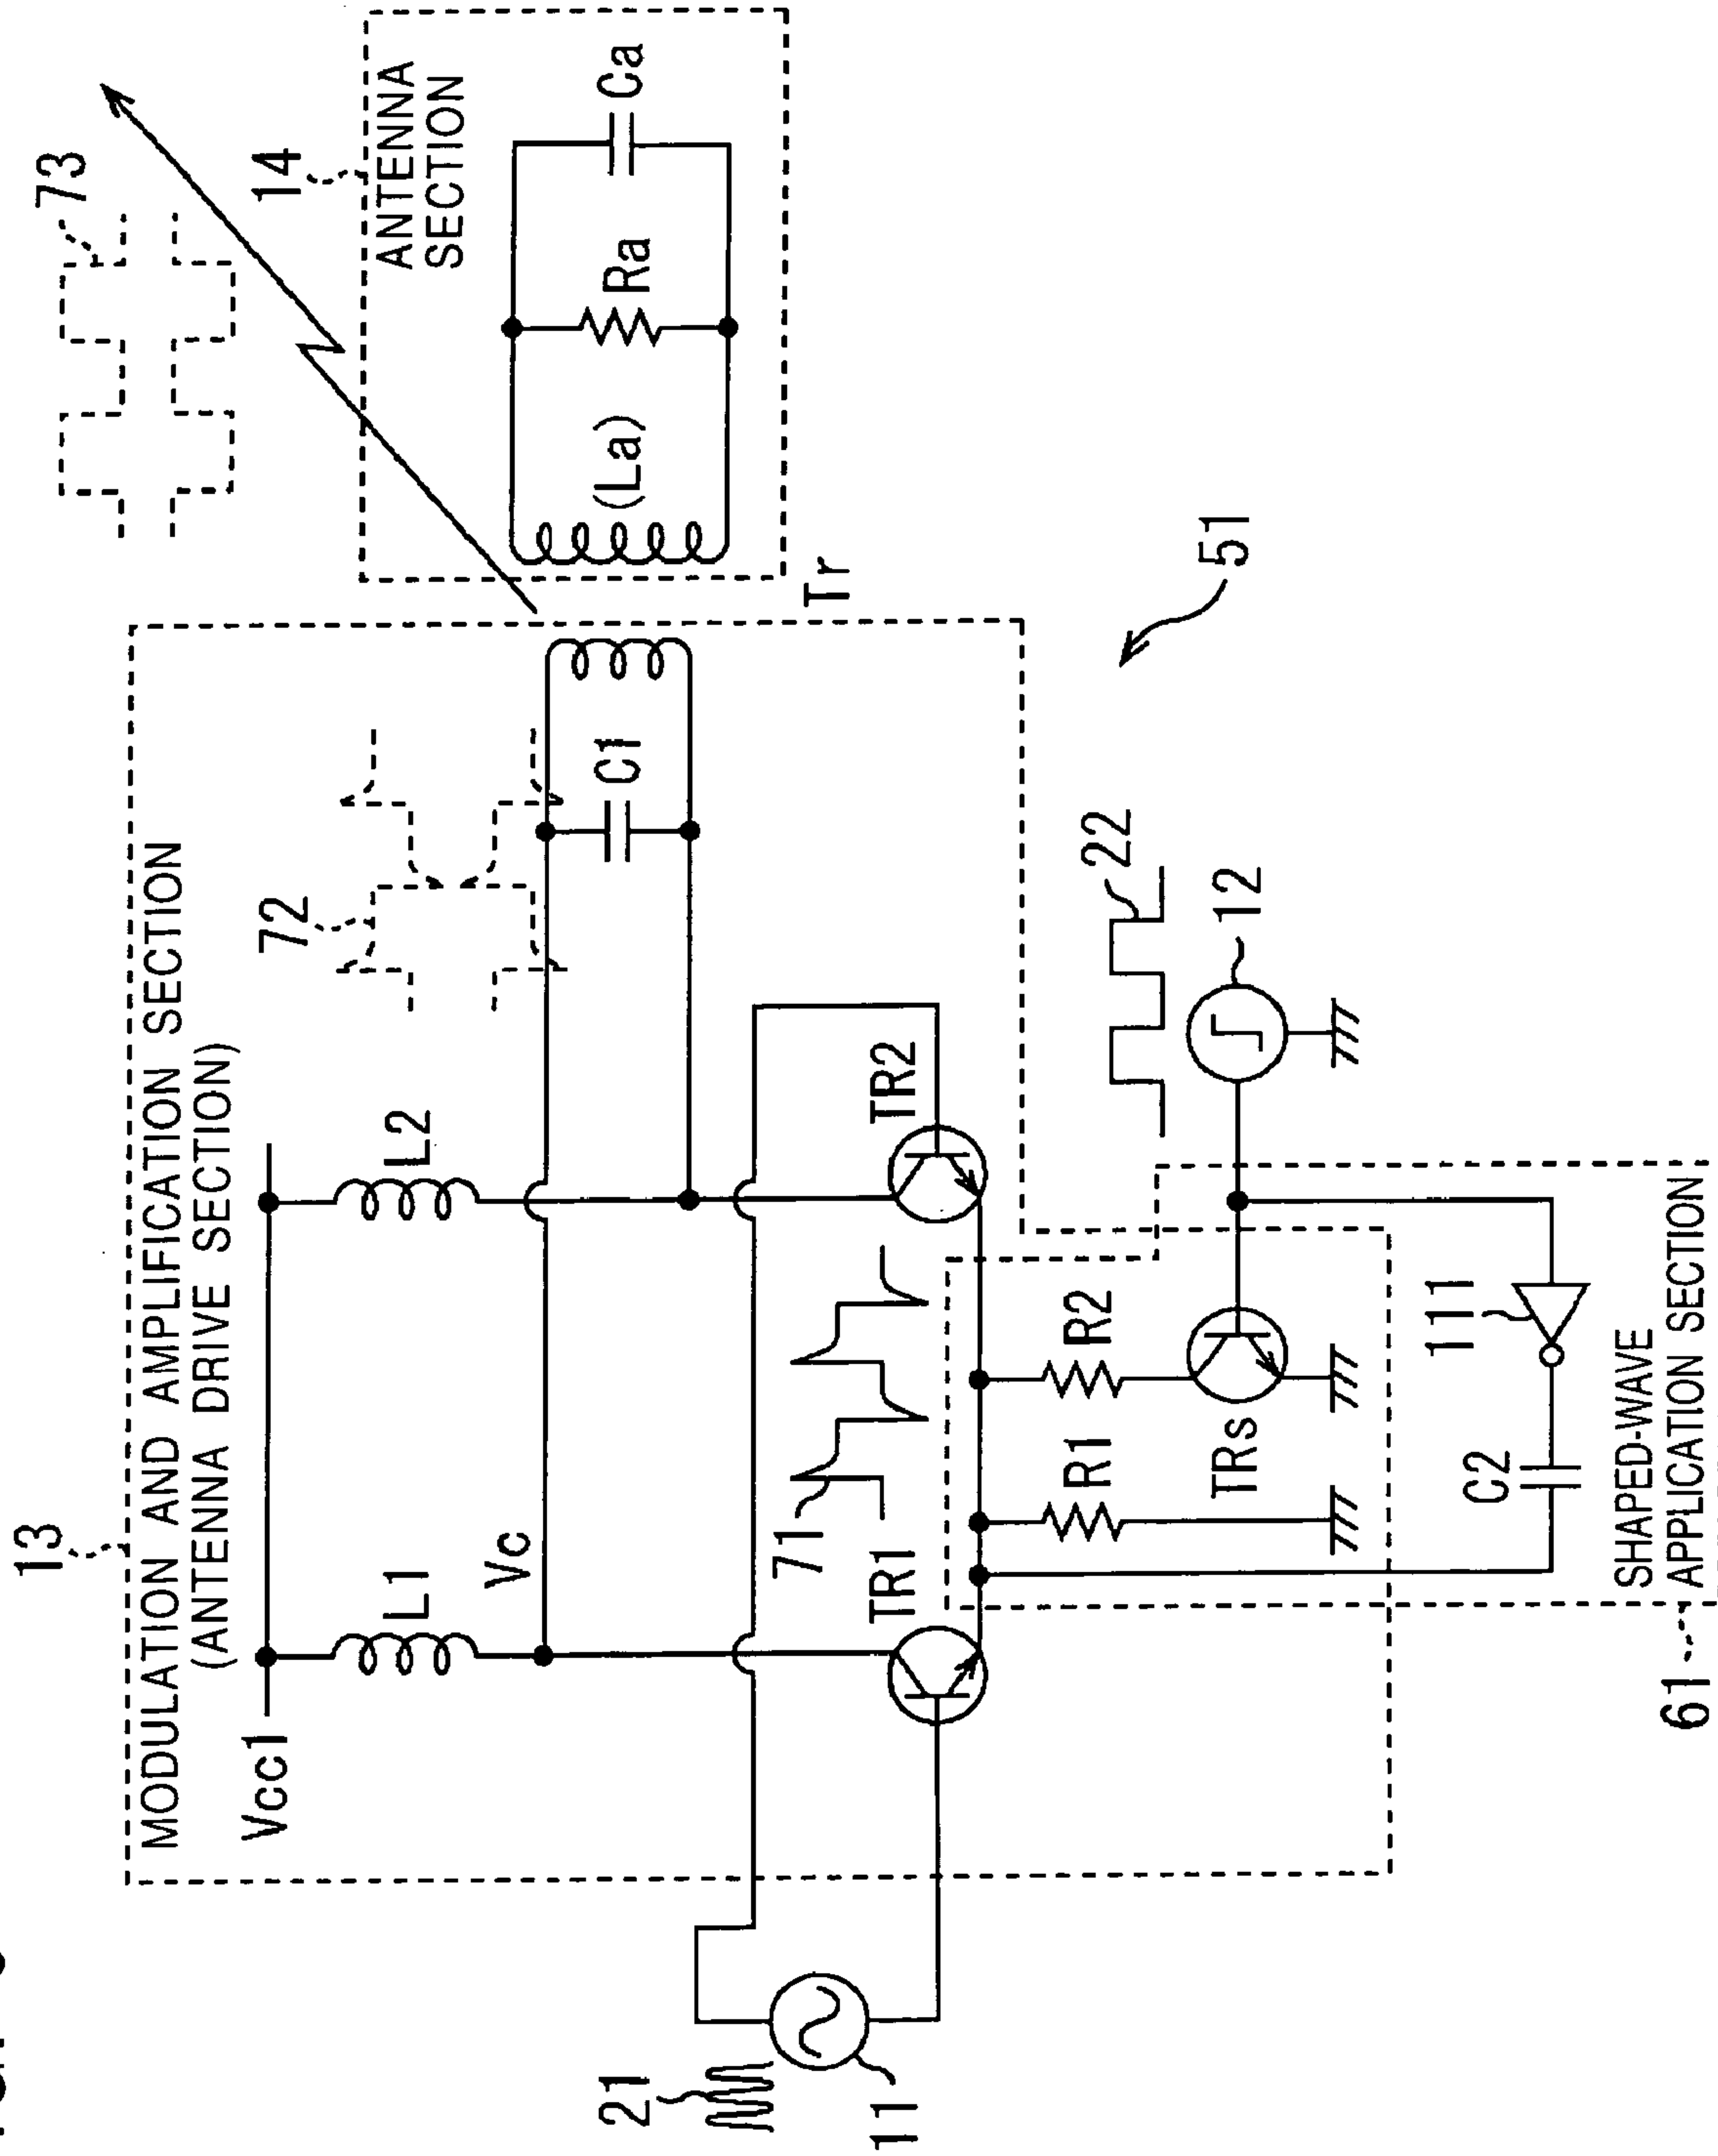 13
MODULATION AND AMPLIFICATION SECTION
(ANTENNA DRIVE SECTION)
Vcc1
L1
L2
Vc
72
C1
73
14
ANTENNA
SECTION
(La)
Ra
Ca
Tr
21
11
71
TR1
TR2
R1
R2
TRs
22
12
51
C2
111
SHAPED-WAVE
APPLICATION SECTION
61